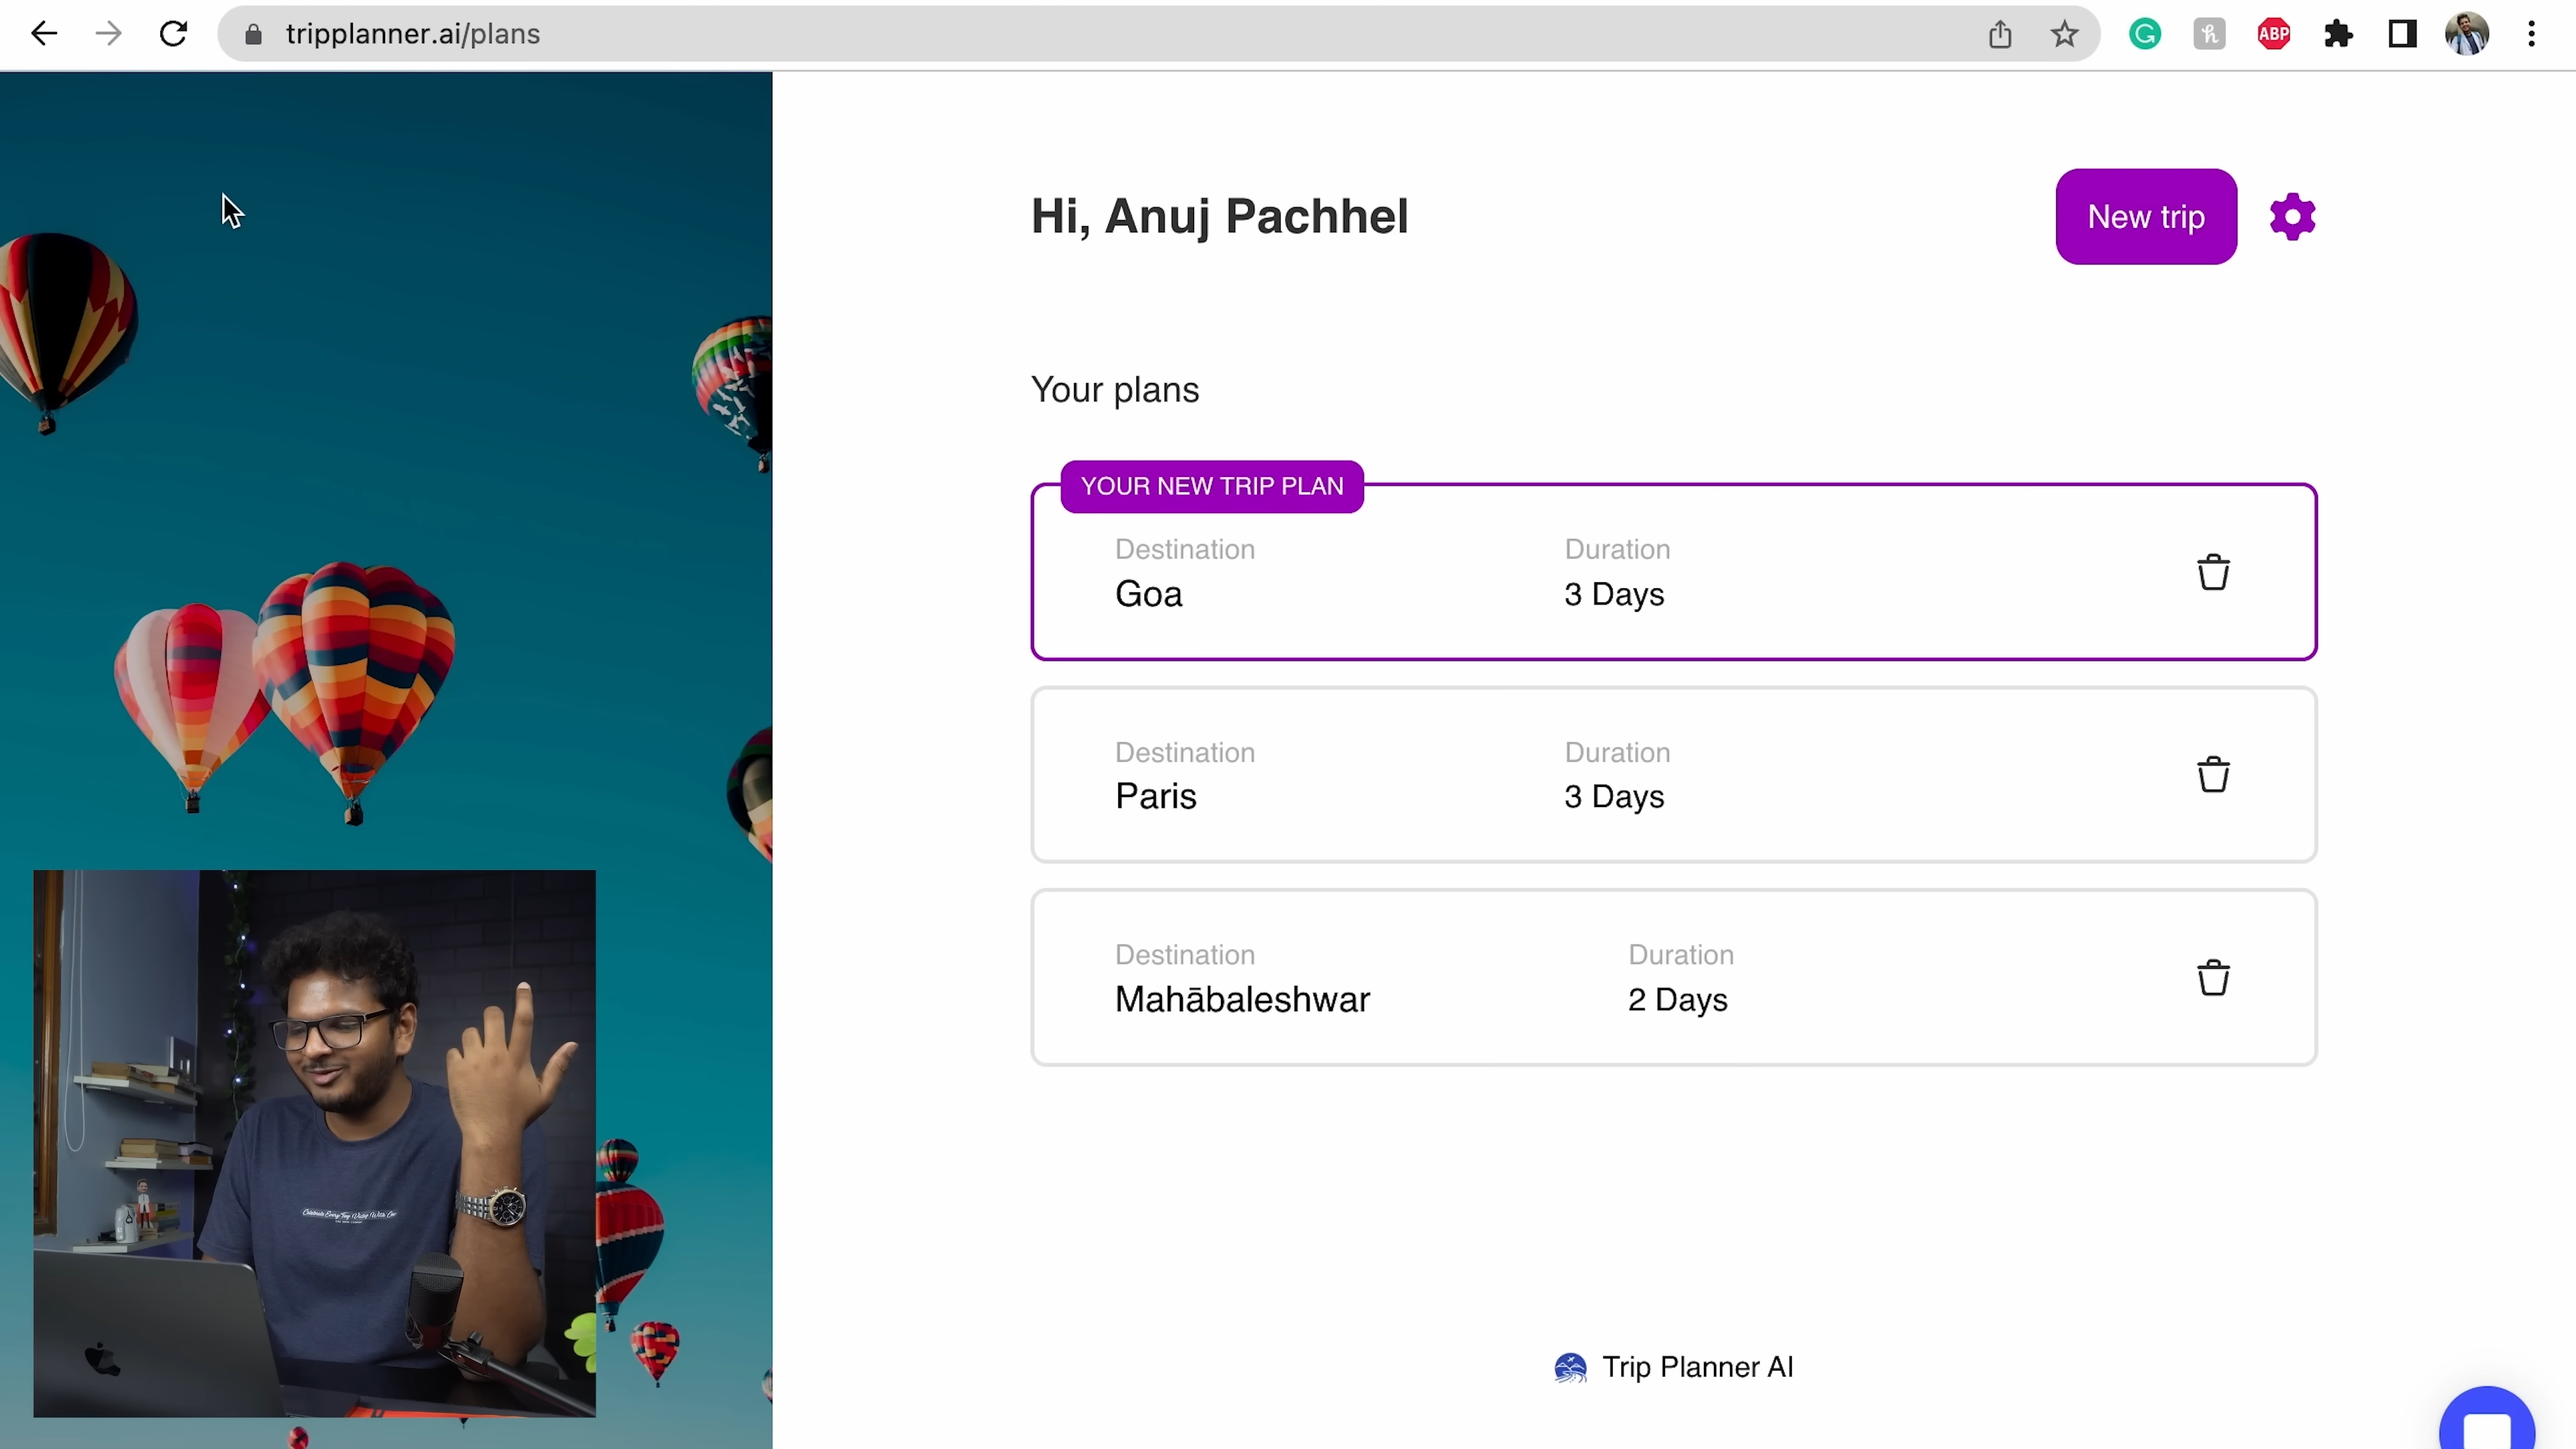 tripplanner.ai/plans
ABP
Hi, Anuj Pachhel
New trip
Your plans
YOUR NEW TRIP PLAN
Destination
Duration
Goa
3 Days
Destination
Duration
Paris
3 Days
Destination
Duration
Mahābaleshwar
2 Days
Trip Planner AI